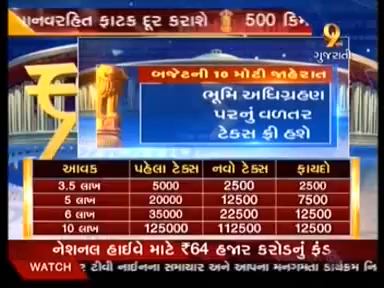 માનવરહિત ફાટક દૂર કરાશે 500 કિમ
9
ગુજરાતી
બજેટની 10 મોટી જાહેરાત
ભૂમિ અધિગ્રહણ
પરનું વળતર
ટેક્સ ફ્રી હશે
આવક પહેલા ટેક્સ નવો ટેક્સ ફાયદો
3.5 લાખ 5000 2500 2500
5 લાખ 20000 12500 7500
6 લાખ 35000 22500 12500
10 લાખ 125000 112500 12500
નેશનલ હાઈવે માટે ₹64 હજાર કરોડનું ફંડ
WATCH ટીવી નાઈનના સમાચાર અને આપના મનગમતા કાર્યક્રમ નિ